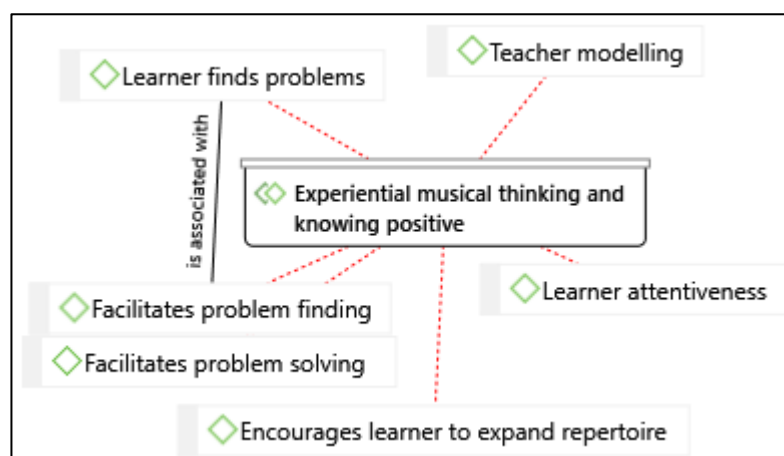 Learner finds problems
Teacher modelling
is associated with
Experiential musical thinking and
knowing positive
Learner attentiveness
Facilitates problem finding
Facilitates problem solving
Encourages learner to expand repertoire